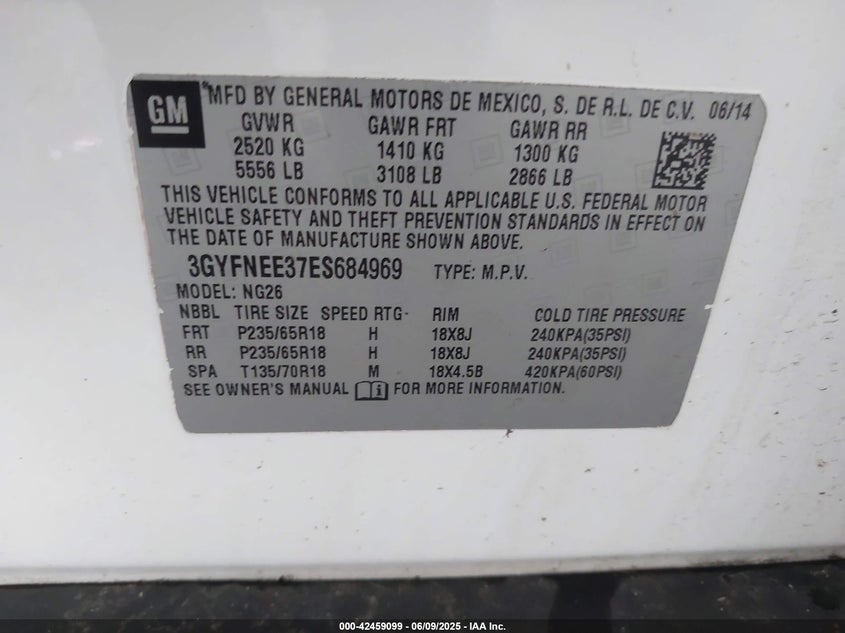 GM
*MFD BY GENERAL MOTORS DE MEXICO, S. DE R.L. DE C.V. 06/14
GVWR GAWR FRT GAWR RR
2520 KG 1410 KG 1300 KG
5556 LB 3108 LB 2866 LB
THIS VEHICLE CONFORMS TO ALL APPLICABLE U.S. FEDERAL MOTOR
VEHICLE SAFETY AND THEFT PREVENTION STANDARDS IN EFFECT ON
THE DATE OF MANUFACTURE SHOWN ABOVE.
3GYFNEE37ES684969 TYPE: M.P.V.
MODEL: NG26
NBBL TIRE SIZE SPEED RTG- RIM COLD TIRE PRESSURE
FRT P235/65R18 H 18X8J 240KPA(35PSI)
RR P235/65R18 H 18X8J 240KPA(35PSI)
SPA T135/70R18 M 18X4.5B 420KPA(60PSI)
SEE OWNER'S MANUAL FOR MORE INFORMATION.
000-42459099 - 06/09/2025 - IAA Inc.